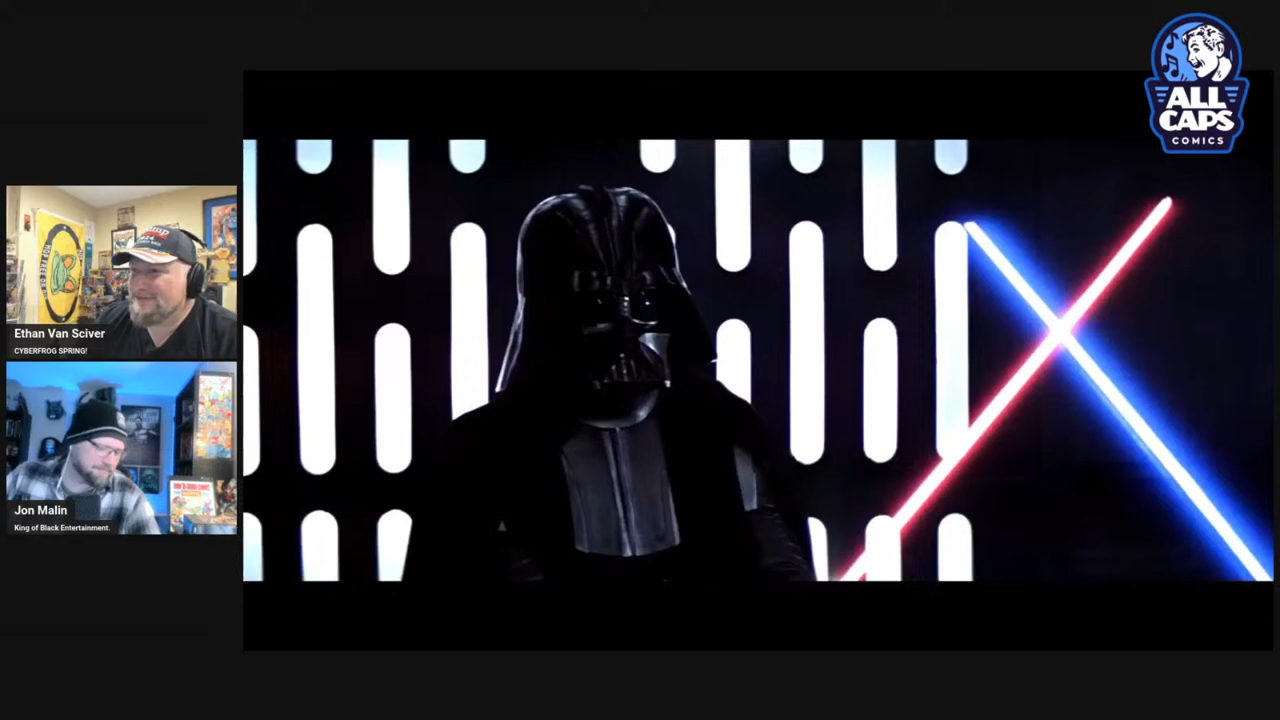 ALL
CAPS
COMICS
Ethan Van Sciver
CYBERFROG SPRING!
Jon Malin
King of Black Entertainment.